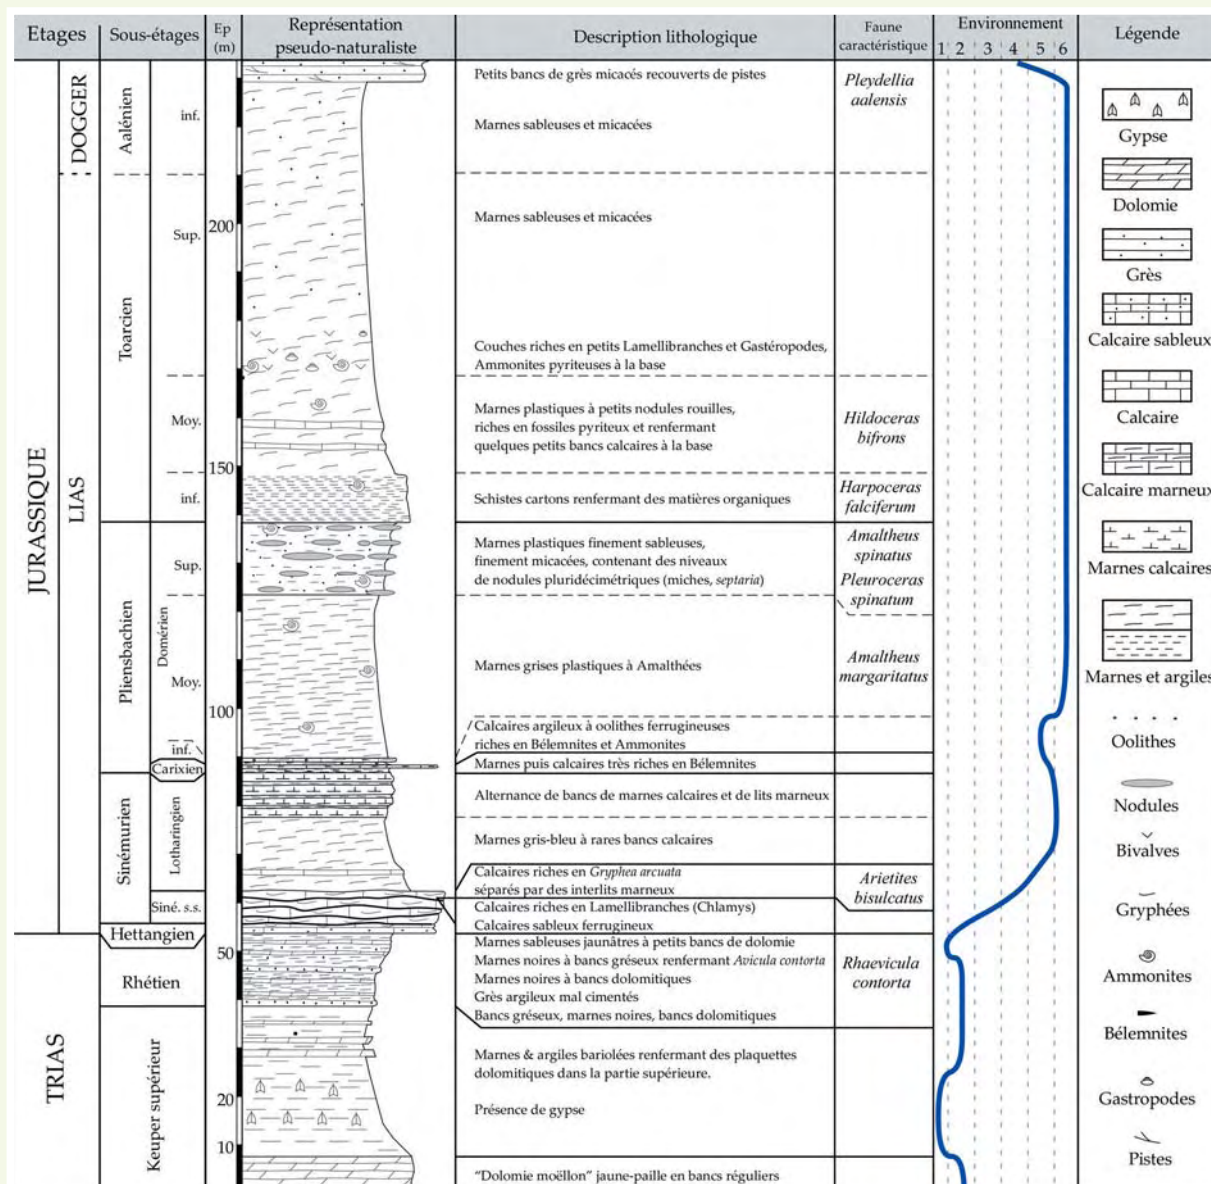 Etages
Sous-étages
Ep
(m)
Représentation
pseudo-naturaliste
Description lithologique
Faune
caractéristique
Environnement
1 2 3 4 5 6
Légende
JURASSIQUE
TRIAS
DOGGER
LIAS
Aalénien
inf.
Toarcien
Sup.
Moy.
inf.
Pliensbachien
Domérien
Sup.
Moy.
inf.
Carixien
Sinémurien
Lotharingien
Siné. s.s.
Hettangien
Rhétien
Keuper supérieur
200
150
100
50
20
10
Petits bancs de grès micacés recouverts de pistes
Marnes sableuses et micacées
Marnes sableuses et micacées
Couches riches en petits Lamellibranches et Gastéropodes,
Ammonites pyriteuses à la base
Marnes plastiques à petits nodules rouilles,
riches en fossiles pyriteux et renfermant
quelques petits bancs calcaires à la base
Schistes cartons renfermant des matières organiques
Marnes plastiques finement sableuses,
finement micacées, contenant des niveaux
de nodules pluridécimétriques (miches, septaria)
Marnes grises plastiques à Amalthées
Calcaires argileux à oolithes ferrugineuses
riches en Bélemnites et Ammonites
Marnes puis calcaires très riches en Bélemnites
Alternance de bancs de marnes calcaires et de lits marneux
Marnes gris-bleu à rares bancs calcaires
Calcaires riches en Gryphea arcuata
séparés par des interlits marneux
Calcaires riches en Lamellibranches (Chlamys)
Calcaires sableux ferrugineux
Marnes sableuses jaunâtres à petits bancs de dolomie
Marnes noires à bancs gréseux renfermant Avicula contorta
Marnes noires à bancs dolomitiques
Grès argileux mal cimentés
Bancs gréseux, marnes noires, bancs dolomitiques
Marnes & argiles bariolées renfermant des plaquettes
dolomitiques dans la partie supérieure.
Présence de gypse
"Dolomie moëllon" jaune-paille en bancs réguliers
Pleydellia
aalensis
Hildoceras
bifrons
Harpoceras
falciferum
Amaltheus
spinatus
Pleuroceras
spinatum
Amaltheus
margaritatus
Arietites
bisulcatus
Rhaevicula
contorta
Gypse
Dolomie
Grès
Calcaire sableux
Calcaire
Calcaire marneux
Marnes calcaires
Marnes et argiles
Oolithes
Nodules
Bivalves
Gryphées
Ammonites
Bélemnites
Gastropodes
Pistes